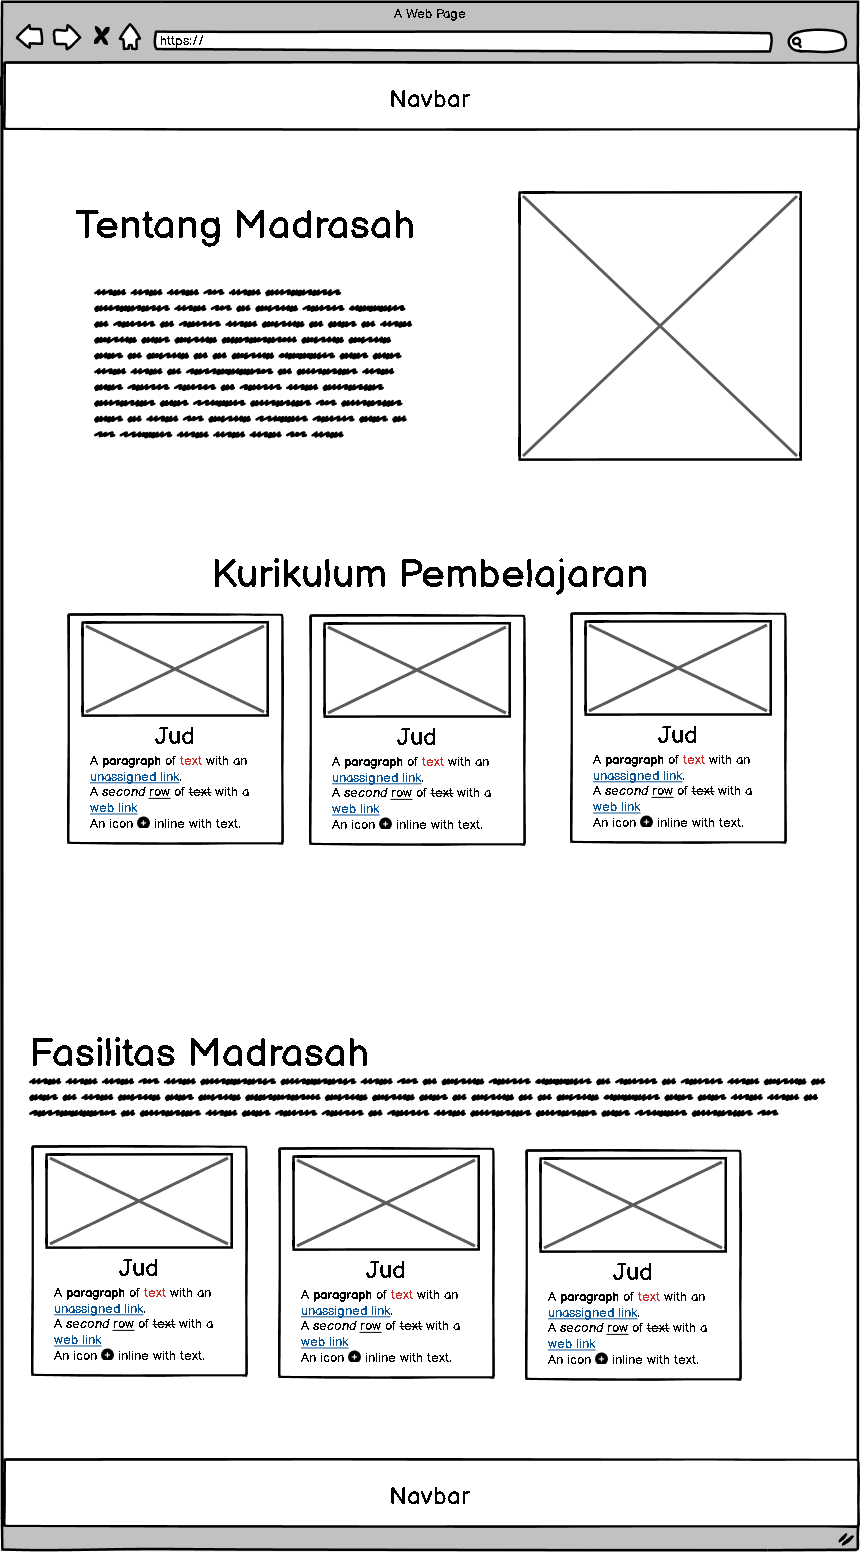 A Web Page
https://
Navbar
Tentang Madrasah
Kurikulum Pembelajaran
Jud
A paragraph of text with an
unassigned link.
A second row of text with a
web link
An icon inline with text.
Jud
A paragraph of text with an
unassigned link.
A second row of text with a
web link
An icon inline with text.
Jud
A paragraph of text with an
unassigned link.
A second row of text with a
web link
An icon inline with text.
Fasilitas Madrasah
Jud
A paragraph of text with an
unassigned link.
A second row of text with a
web link
An icon inline with text.
Jud
A paragraph of text with an
unassigned link.
A second row of text with a
web link
An icon inline with text.
Jud
A paragraph of text with an
unassigned link.
A second row of text with a
web link
An icon inline with text.
Navbar